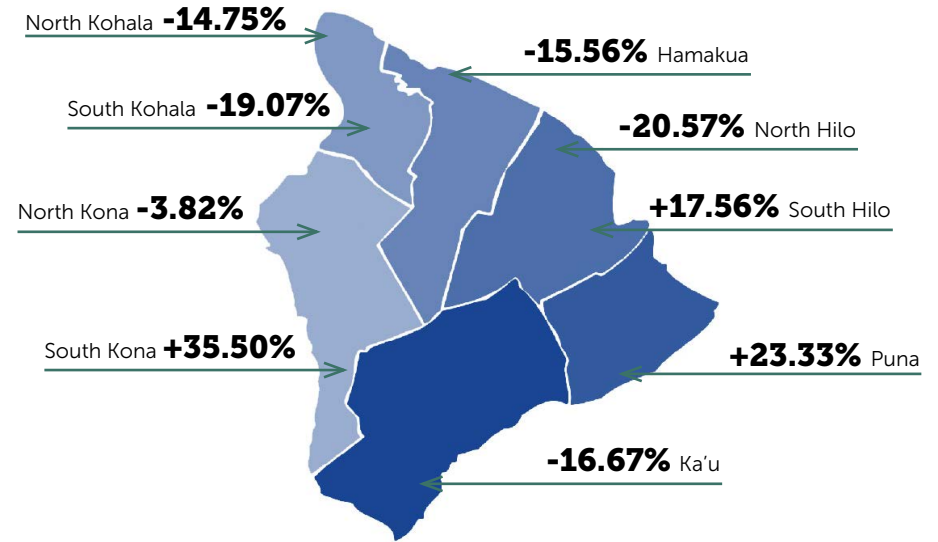 North Kohala -14.75%
-15.56% Hamakua
South Kohala -19.07%
-20.57% North Hilo
North Kona -3.82%
+17.56% South Hilo
South Kona +35.50%
+23.33% Puna
-16.67% Ka’u